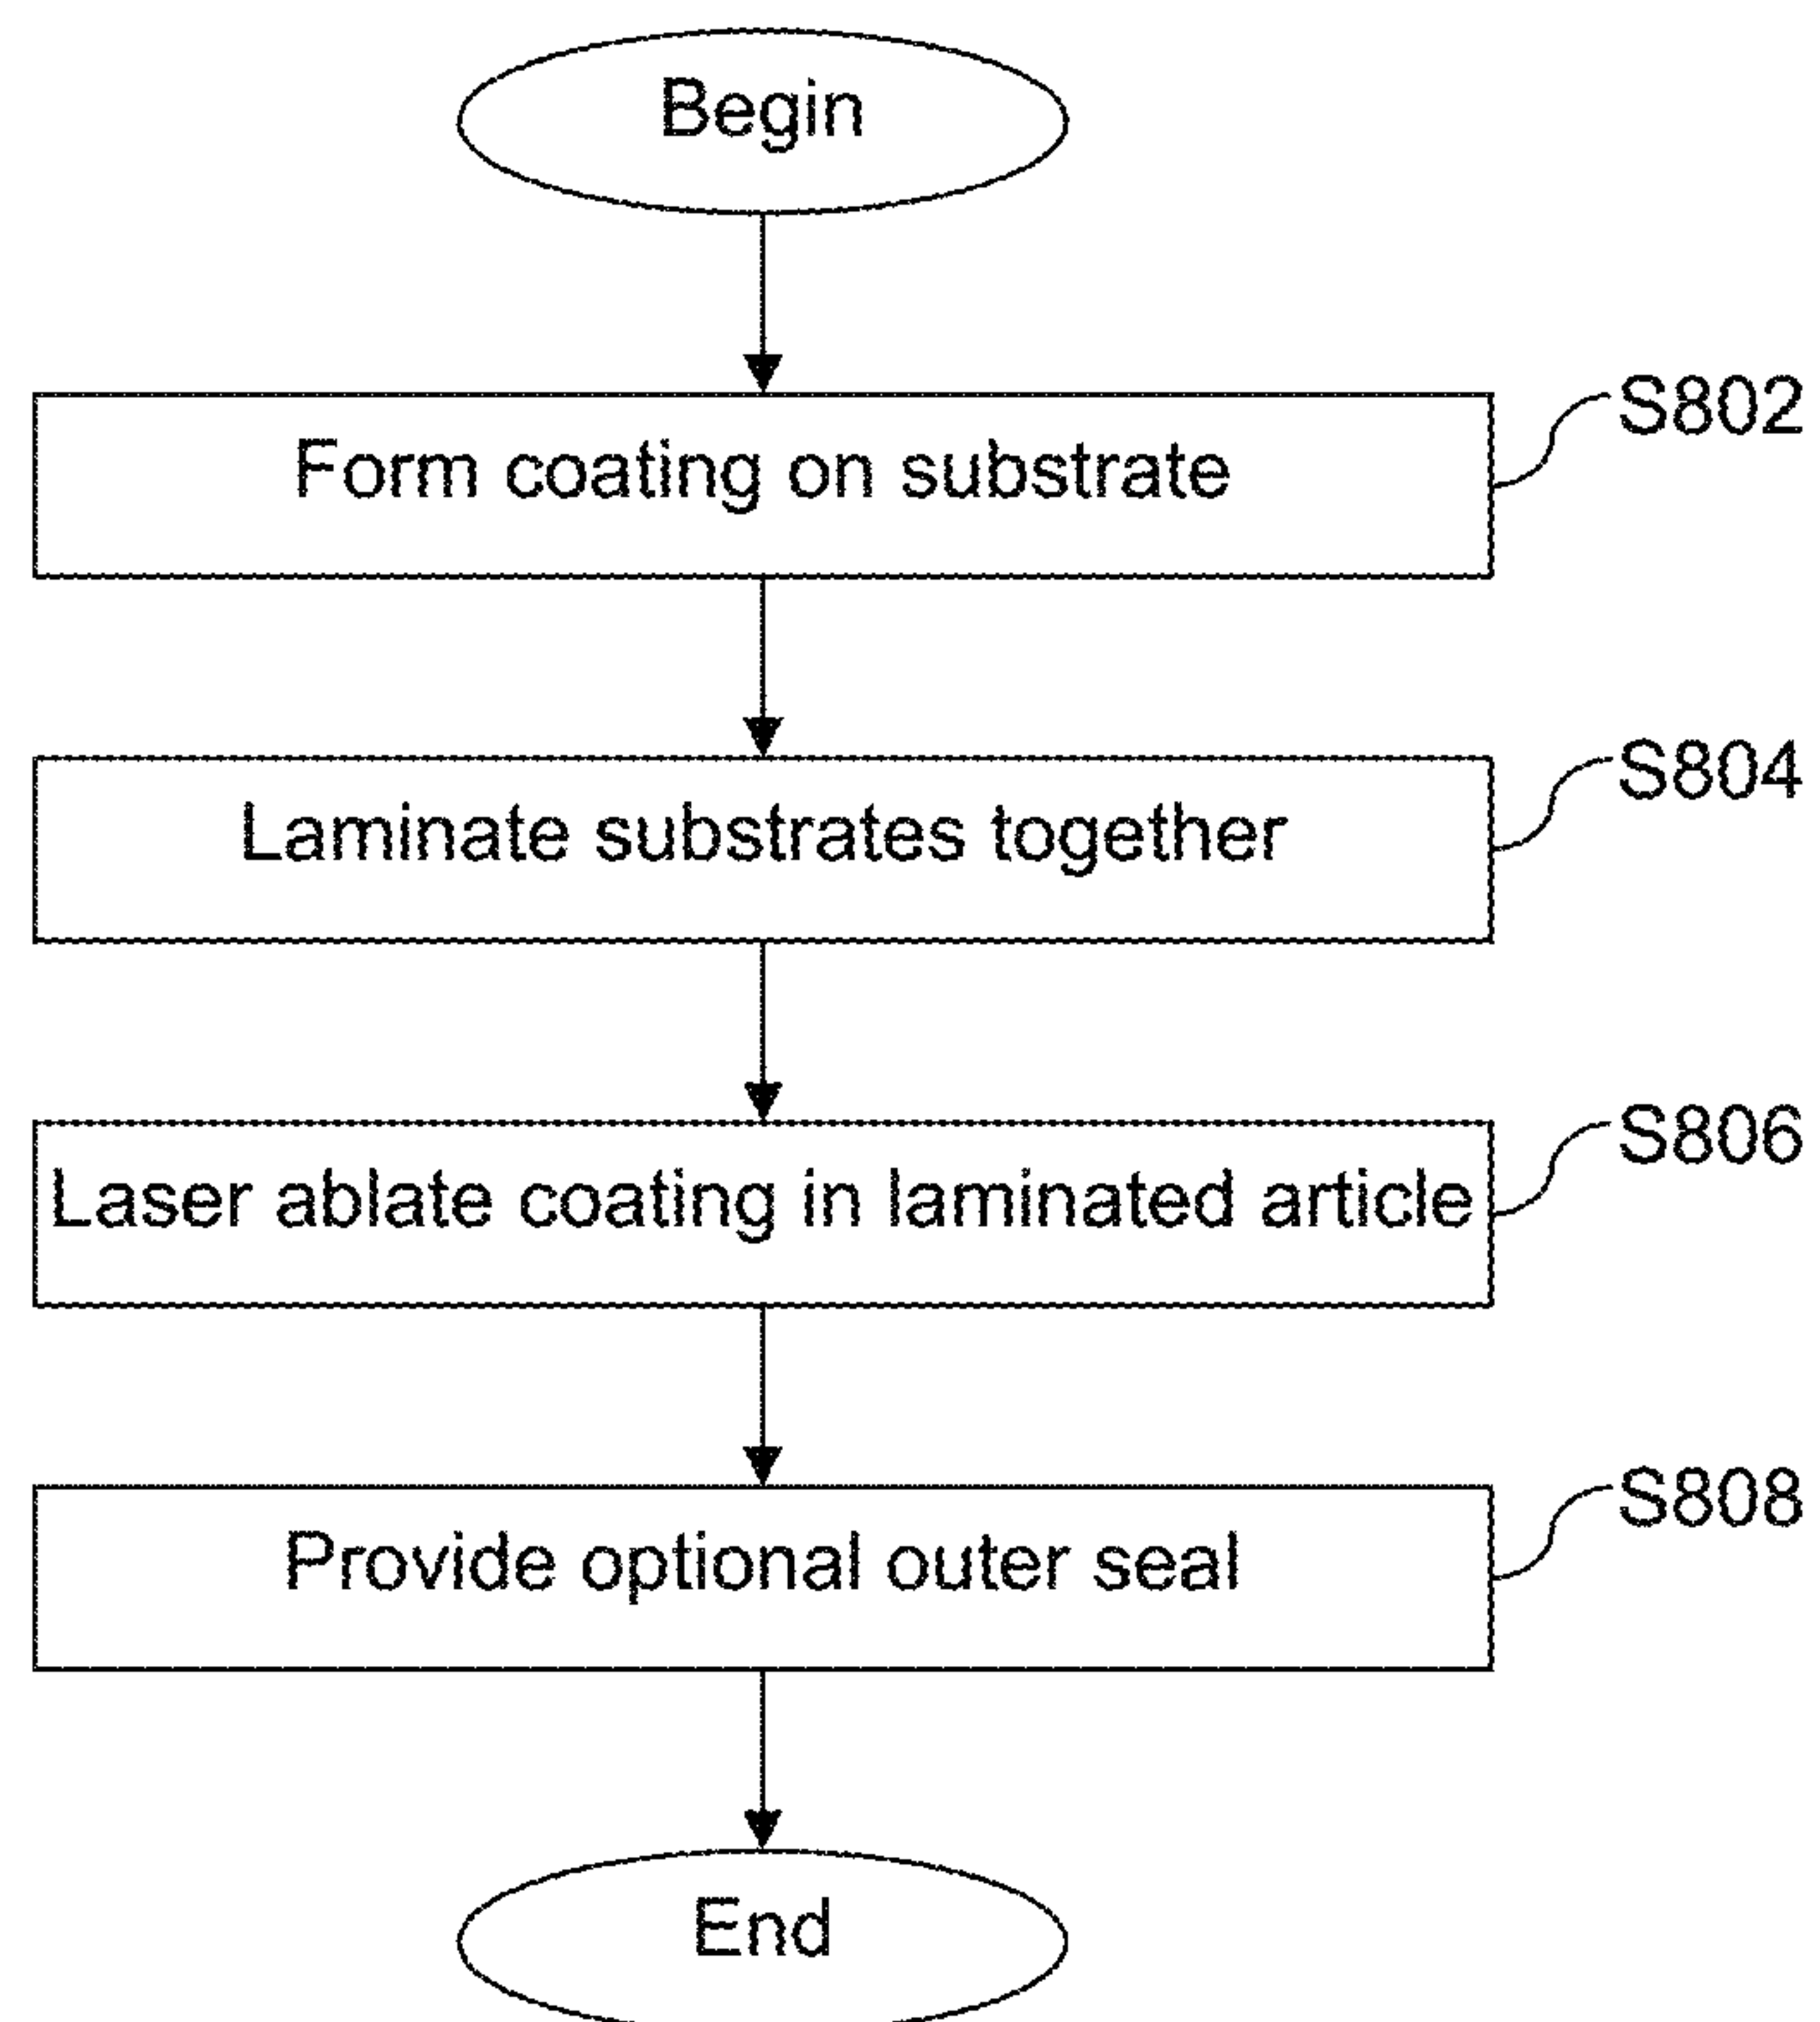 Begin
Form coating on substrate
S802
Laminate substrates together
S804
Laser ablate coating in laminated article
S806
Provide optional outer seal
S808
End